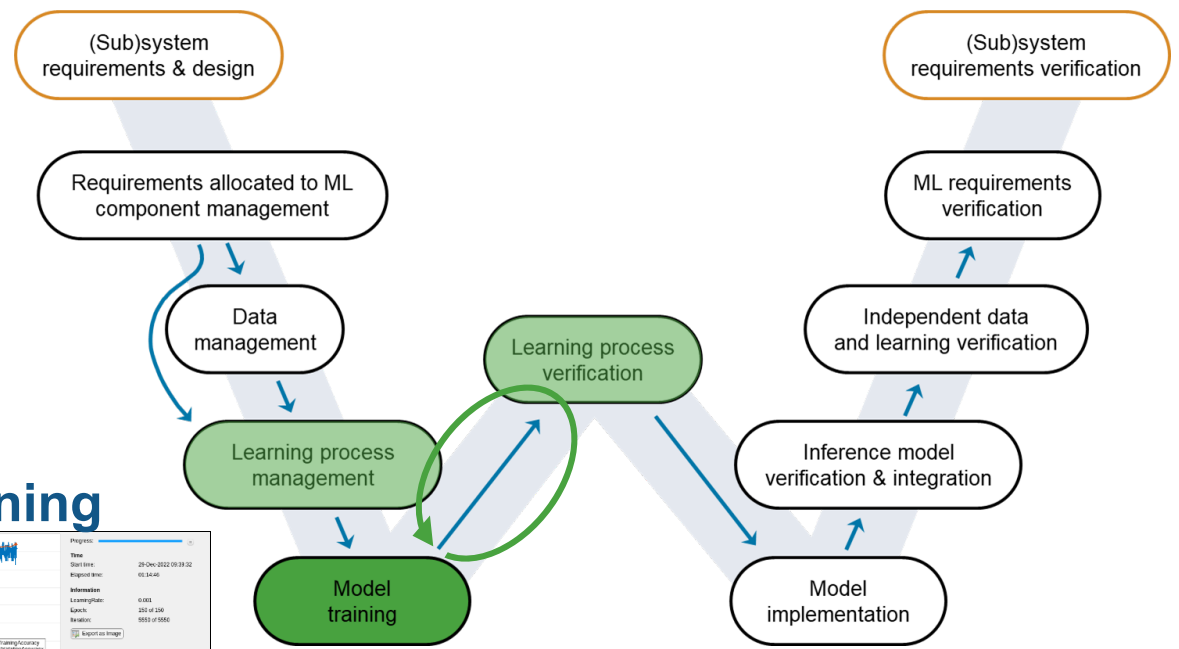 (Sub)system
requirements & design
(Sub)system
requirements verification
Requirements allocated to ML
component management
ML requirements
verification
Data
management
Learning process
verification
Independent data
and learning verification
Learning process
management
Inference model
verification & integration
ning
Progress:
Time
Start time: 29-Dec-2022 09:39:32
Elapsed time: 01:14:46
Information
LearningRate: 0.001
Epoch: 150 of 150
Iteration: 5550 of 5550
Export as Image
TrainingAccuracy
Model
training
Model
implementation